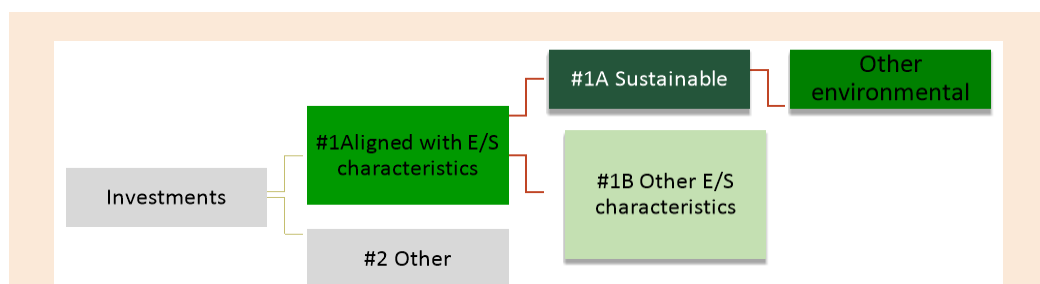 Investments
#1Aligned with E/S
characteristics
#2 Other
#1A Sustainable
#1B Other E/S
characteristics
Other
environmental